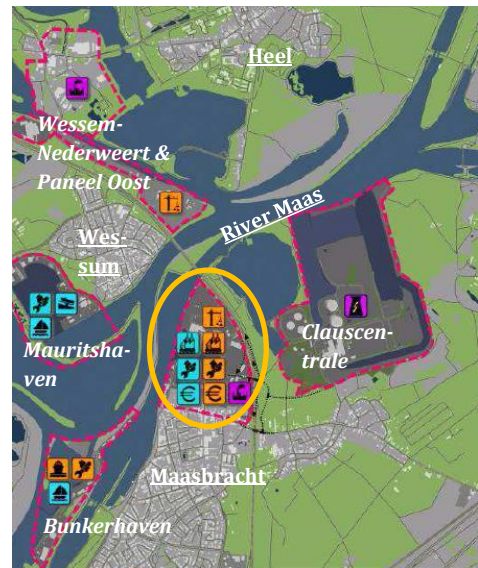 Heel
Wessem-
Nederweert &
Paneel Oost
River Maas
Wes-
sum
Clauscen-
trale
Mauritsha-
ven
€ €
Maasbracht
Bunkerhaven